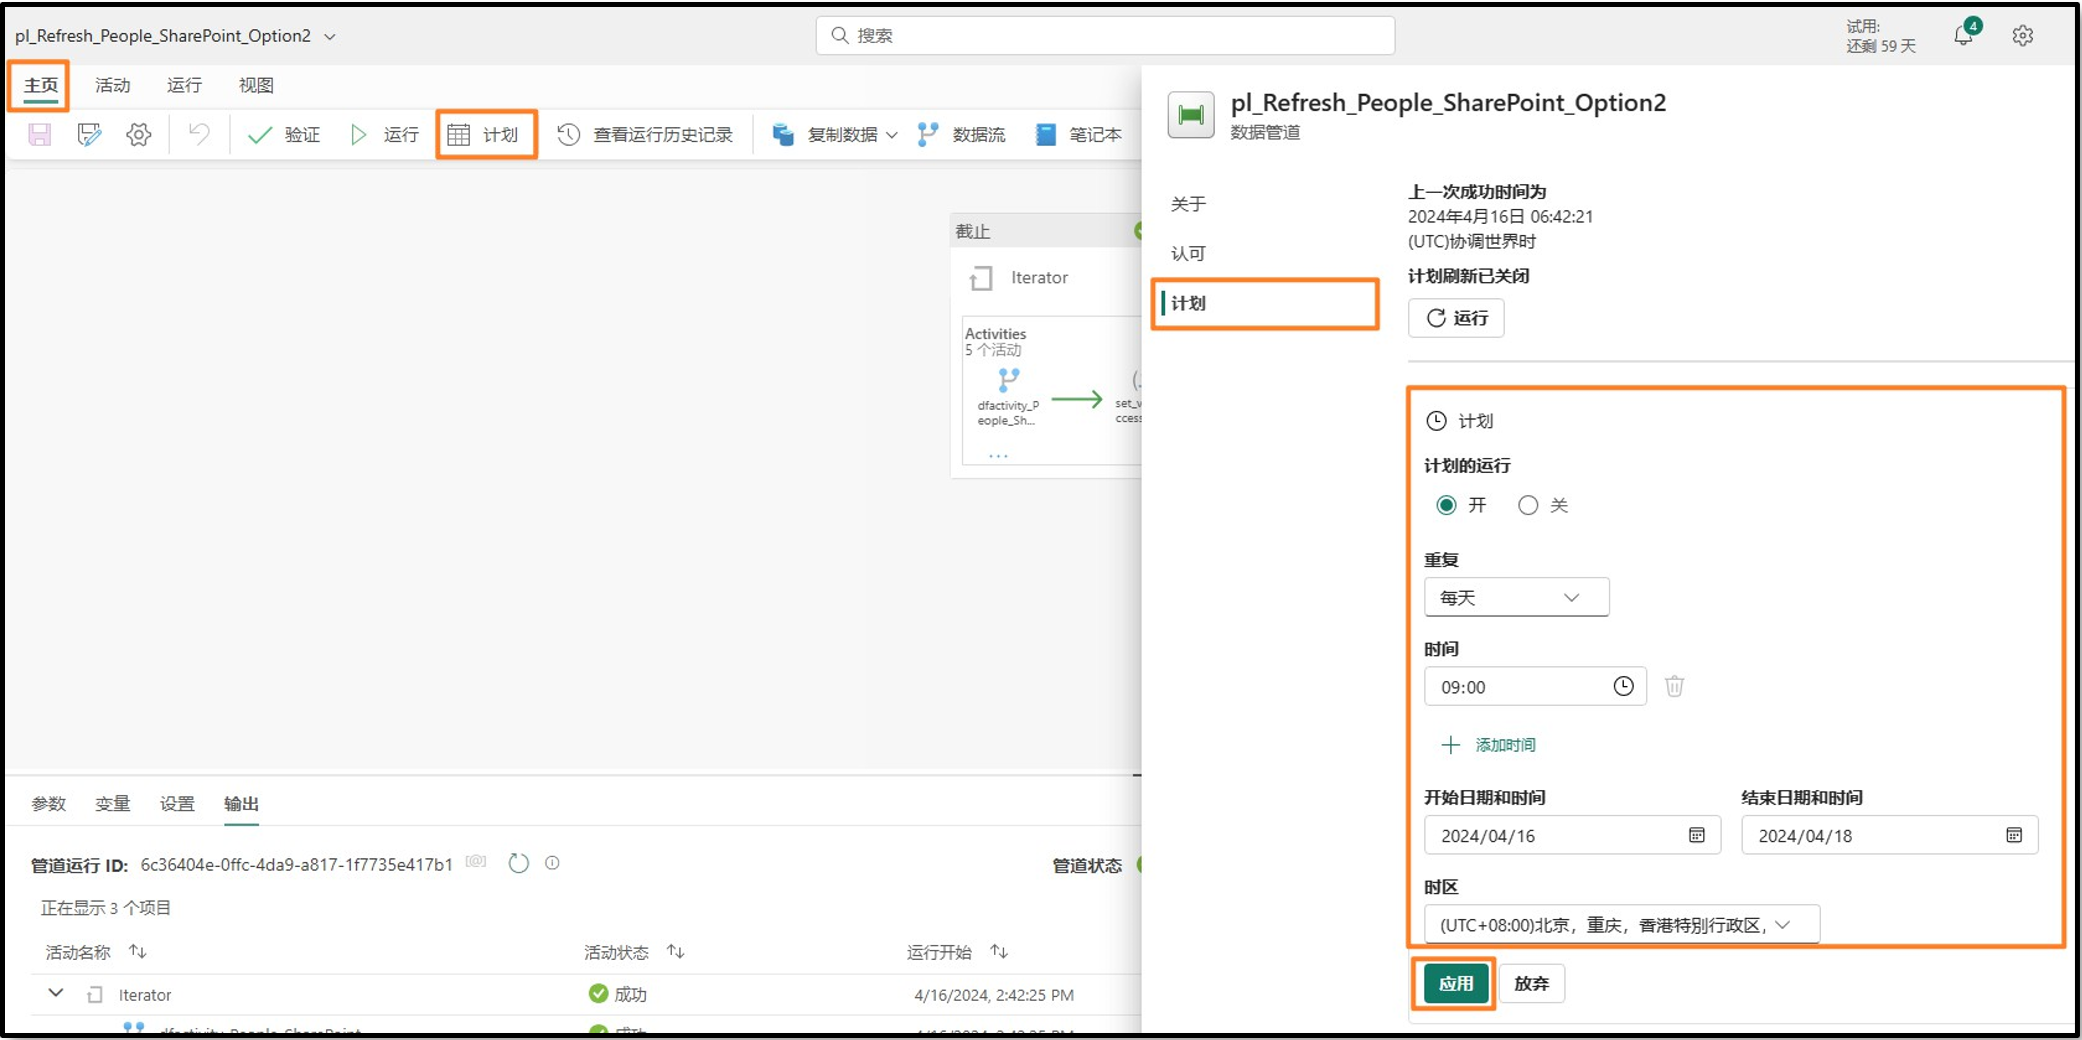 pl_Refresh_People_SharePoint_Option2
搜索
试用:
还剩 59 天
4
主页 活动 运行 视图
验证 运行 计划 查看运行历史记录 复制数据 数据流 笔记本
截止
Iterator
Activities
5 个活动
dfactivity_P
eople_Sh...
set_v
ccess
...
参数 变量 设置 输出
管道运行 ID: 6c36404e-0ffc-4da9-a817-1f7735e417b1
管道状态
正在显示 3 个项目
活动名称 活动状态 运行开始
Iterator 成功 4/16/2024, 2:42:25 PM
dfactivity_People_SharePoint 成功
pl_Refresh_People_SharePoint_Option2
数据管道
关于
认可
计划
上一次成功时间为
2024年4月16日 06:42:21
(UTC)协调世界时
计划刷新已关闭
运行
计划
计划的运行
开 关
重复
每天
时间
09:00
添加时间
开始日期和时间 结束日期和时间
2024/04/16 2024/04/18
时区
(UTC+08:00)北京，重庆，香港特别行政区，
应用 放弃